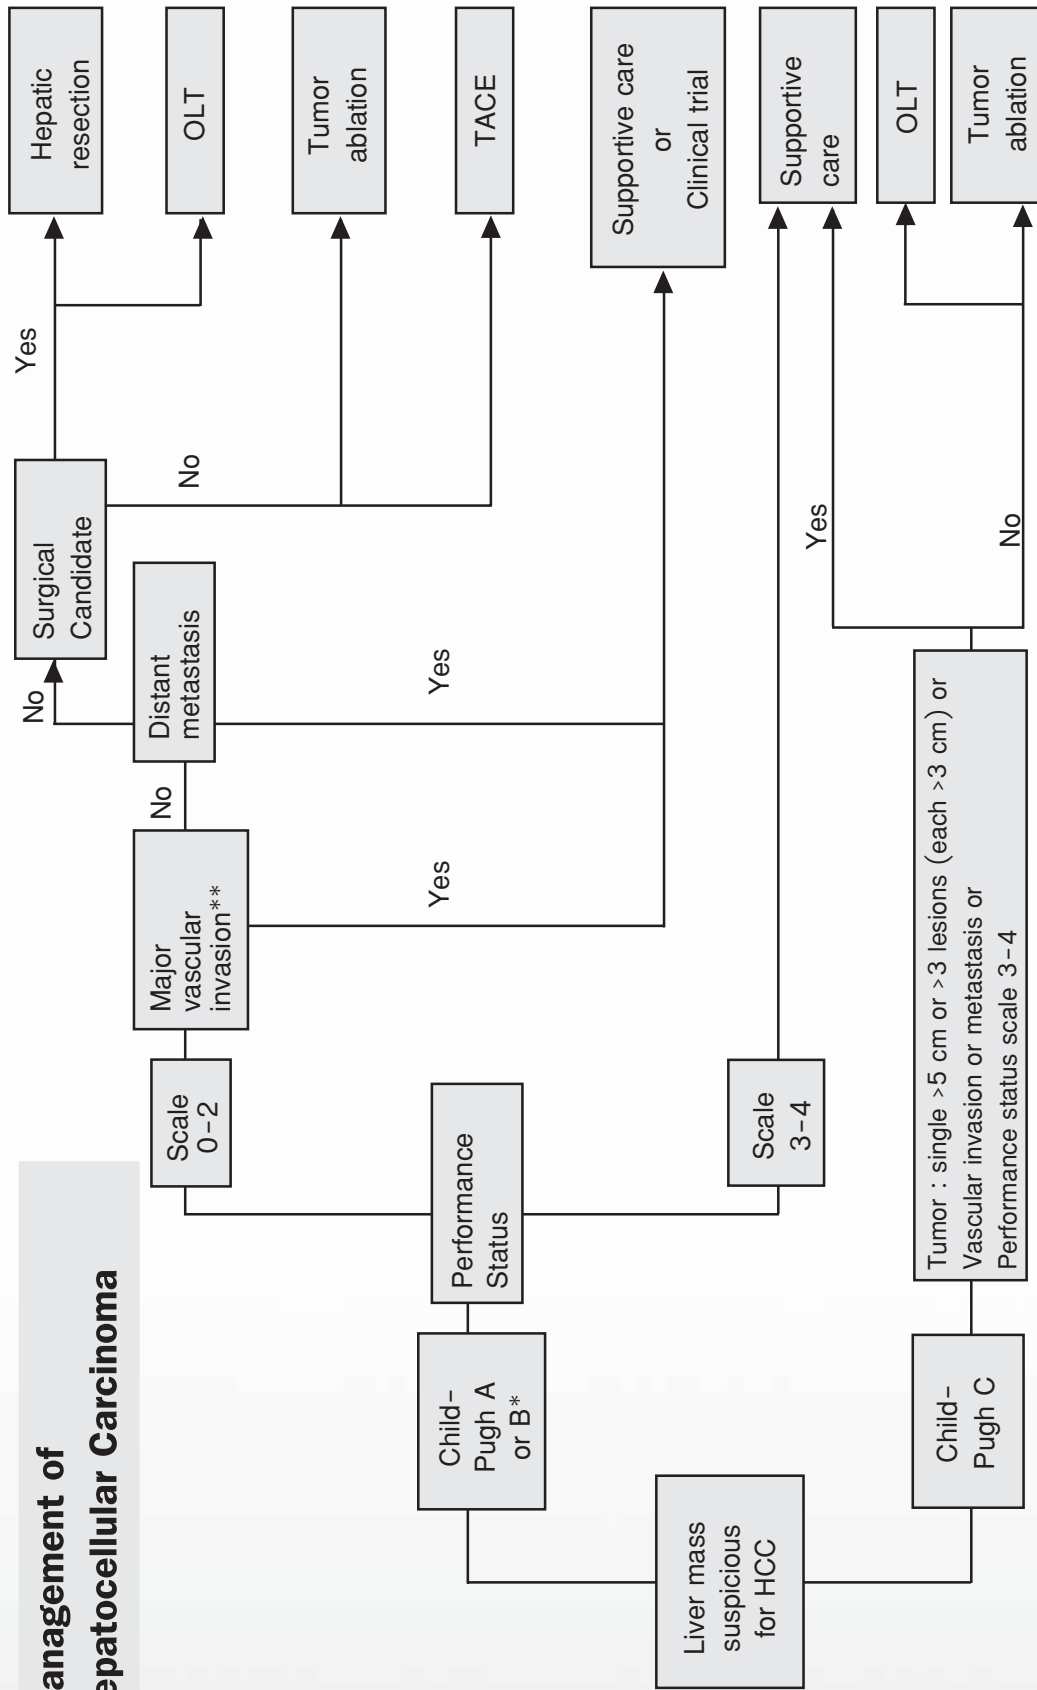 anagement of
epatocellular Carcinoma
Liver mass
suspicious
for HCC
Child-
Pugh A
or B*
Performance
Status
Scale
0-2
Major
vascular
invasion**
No
Yes
Distant
metastasis
No
Yes
Surgical
Candidate
Yes
No
Hepatic
resection
OLT
Tumor
ablation
TACE
Supportive care
or
Clinical trial
Scale
3-4
Supportive
care
Child-
Pugh C
Tumor : single >5 cm or >3 lesions (each >3 cm) or
Vascular invasion or metastasis or
Performance status scale 3-4
Yes
No
OLT
Tumor
ablation